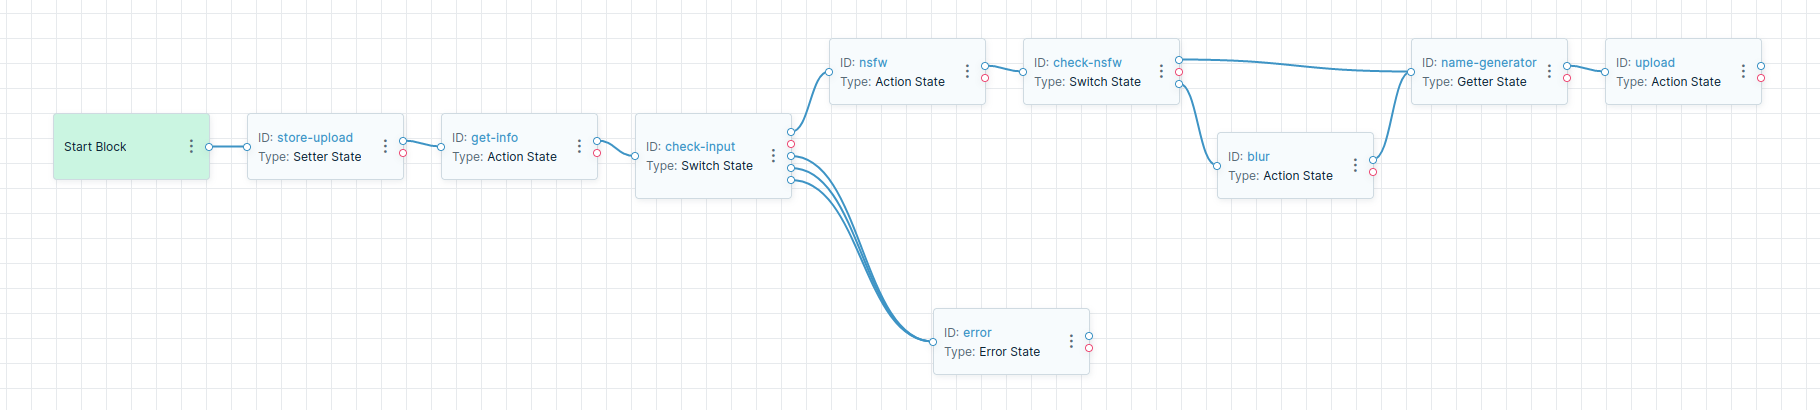 Start Block
ID: store-upload
Type: Setter State
ID: get-info
Type: Action State
ID: check-input
Type: Switch State
ID: nsfw
Type: Action State
ID: check-nsfw
Type: Switch State
ID: blur
Type: Action State
ID: name-generator
Type: Getter State
ID: upload
Type: Action State
ID: error
Type: Error State